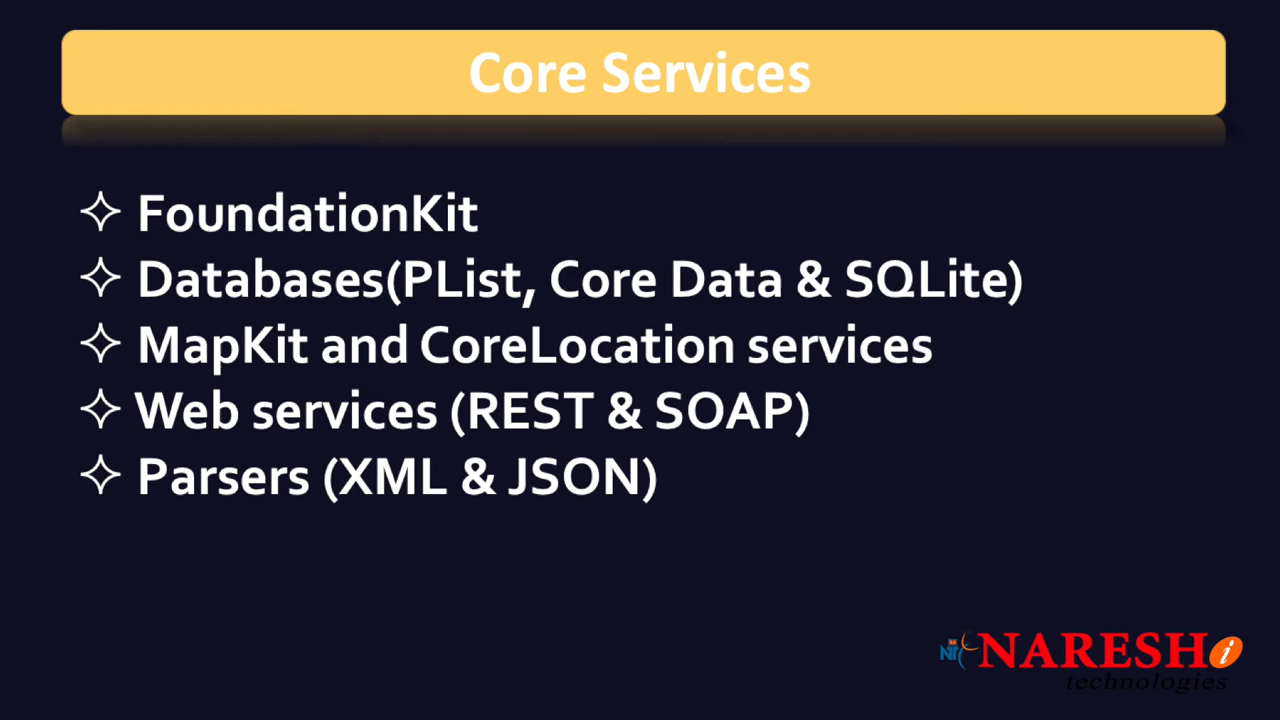 Core Services
FoundationKit
Databases(PList, Core Data & SQLite)
MapKit and CoreLocation services
Web services (REST & SOAP)
Parsers (XML & JSON)
NARESH i
technologies